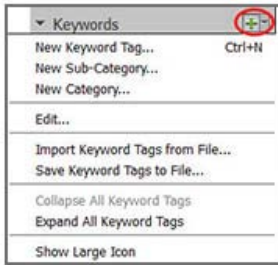 Keywords
New Keyword Tag... Ctrl+N
New Sub-Category...
New Category...
Edit...
Import Keyword Tags from File...
Save Keyword Tags to File...
Collapse All Keyword Tags
Expand All Keyword Tags
Show Large Icon